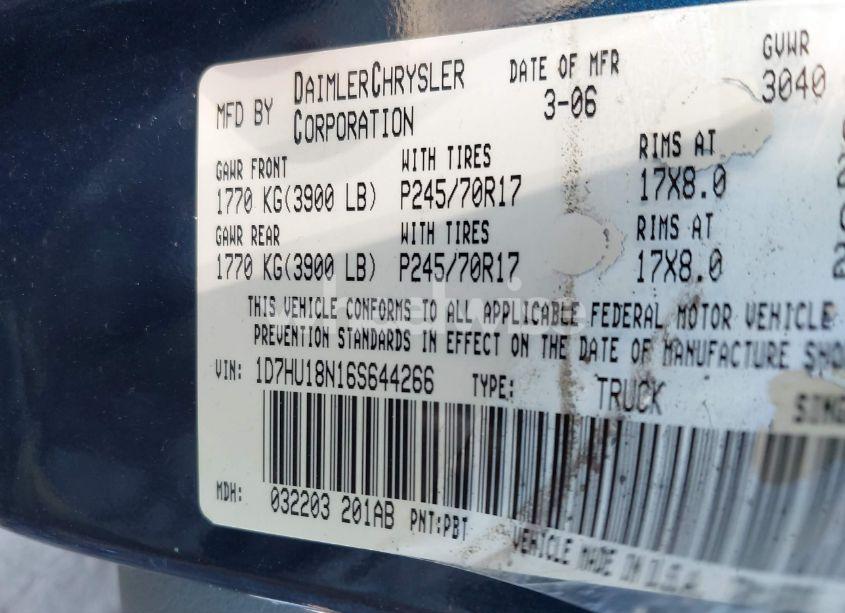 MFD BY DAIMLERCHRYSLER CORPORATION
DATE OF MFR 3-06
GVWR 3040
GAWR FRONT WITH TIRES RIMS AT
1770 KG(3900 LB) P245/70R17 17X8.0
GAWR REAR WITH TIRES RIMS AT
1770 KG(3900 LB) P245/70R17 17X8.0
THIS VEHICLE CONFORMS TO ALL APPLICABLE FEDERAL MOTOR VEHICLE
PREVENTION STANDARDS IN EFFECT ON THE DATE OF MANUFACTURE SHO
VIN: 1D7HU18N16S644266 TYPE: TRUCK SING
MDH: 032203 201AB PNT:PBT VEHICLE MADE IN U.S.A.